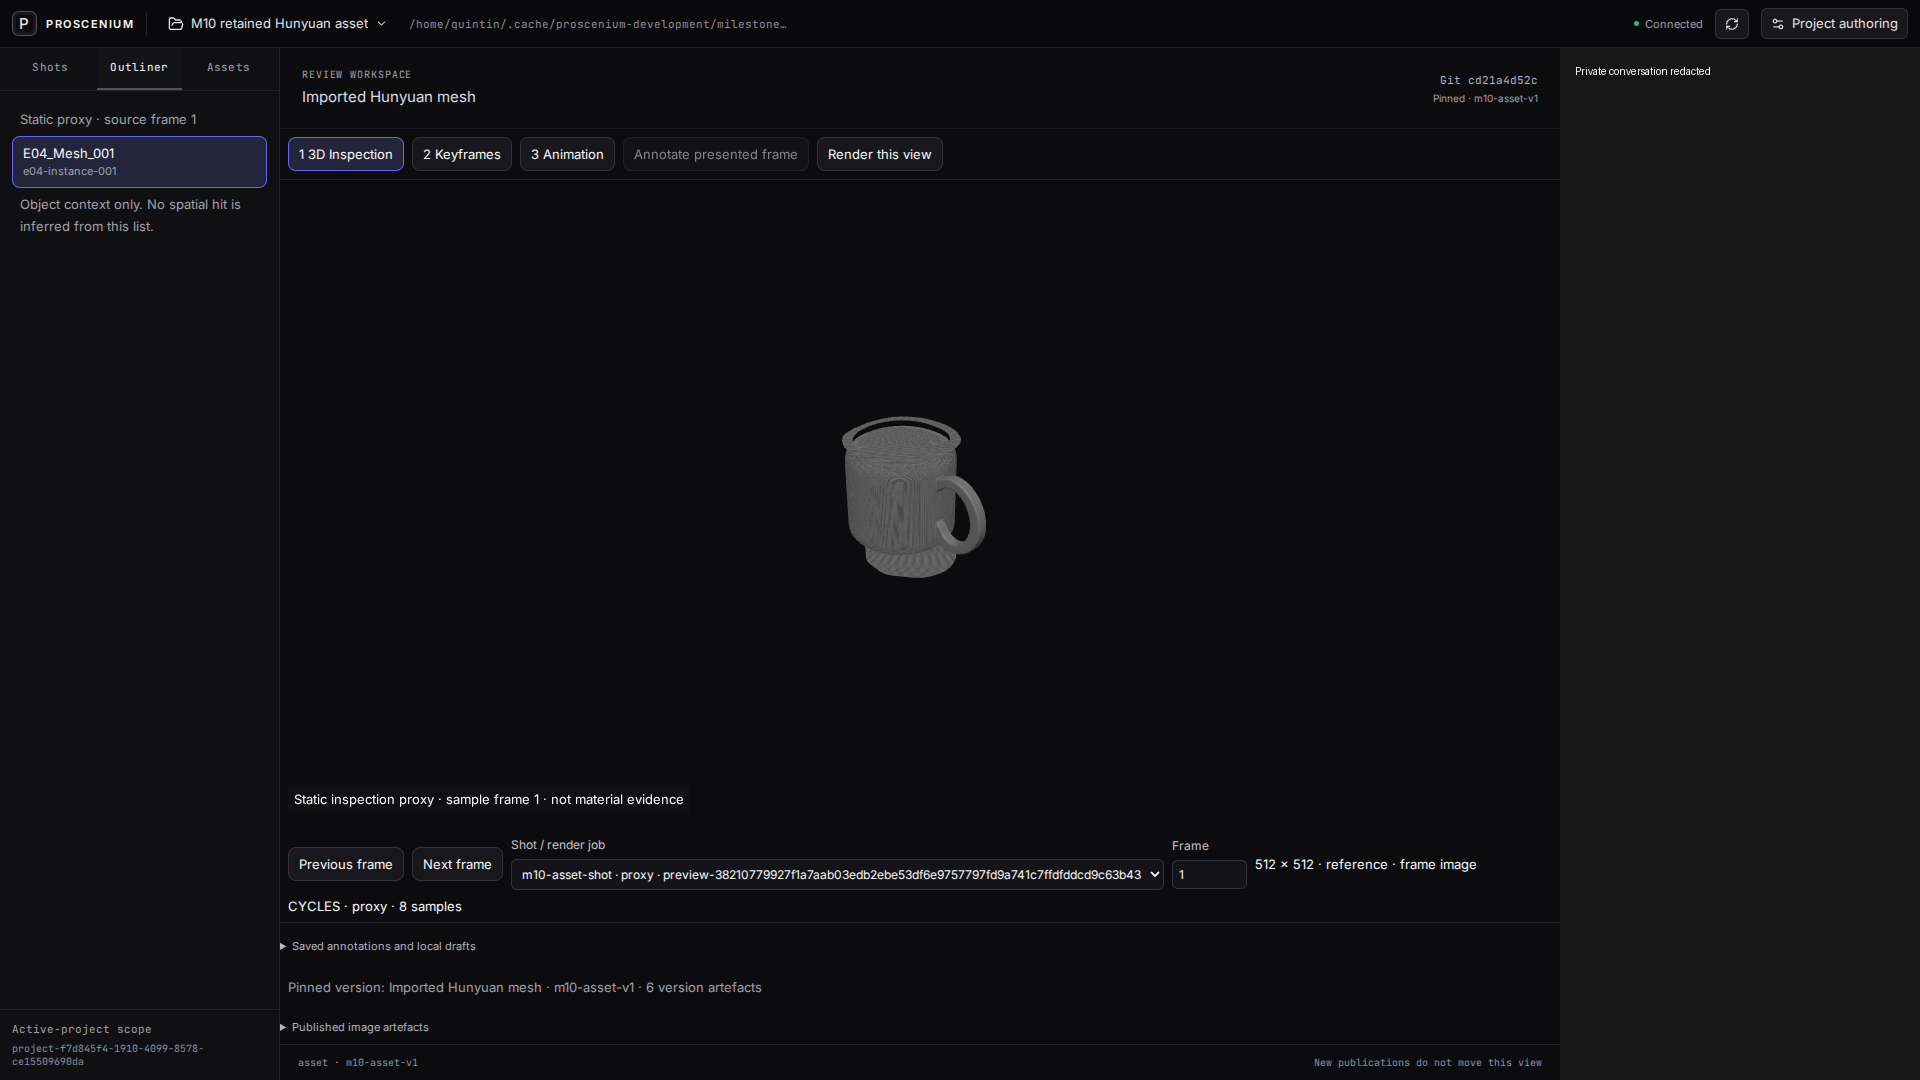 P PROSCENIUM
M10 retained Hunyuan asset
/home/quintin/.cache/proscenium-development/milestone…
Connected
Project authoring
Shots
Outliner
Assets
Static proxy · source frame 1
E04_Mesh_001
e04-instance-001
Object context only. No spatial hit is
inferred from this list.
Active-project scope
project-f7d845f4-1910-4099-8578-
ce15509690da
REVIEW WORKSPACE
Imported Hunyuan mesh
Git cd21a4d52c
Pinned · m10-asset-v1
1 3D Inspection
2 Keyframes
3 Animation
Annotate presented frame
Render this view
Static inspection proxy · sample frame 1 · not material evidence
Previous frame
Next frame
Shot / render job
m10-asset-shot · proxy · preview-38210779927f1a7aab03edb2ebe53df6e9757797fd9a741c7ffdfddcd9c63b43
Frame
1
512 × 512 · reference · frame image
CYCLES · proxy · 8 samples
Saved annotations and local drafts
Pinned version: Imported Hunyuan mesh · m10-asset-v1 · 6 version artefacts
Published image artefacts
asset · m10-asset-v1
New publications do not move this view
Private conversation redacted